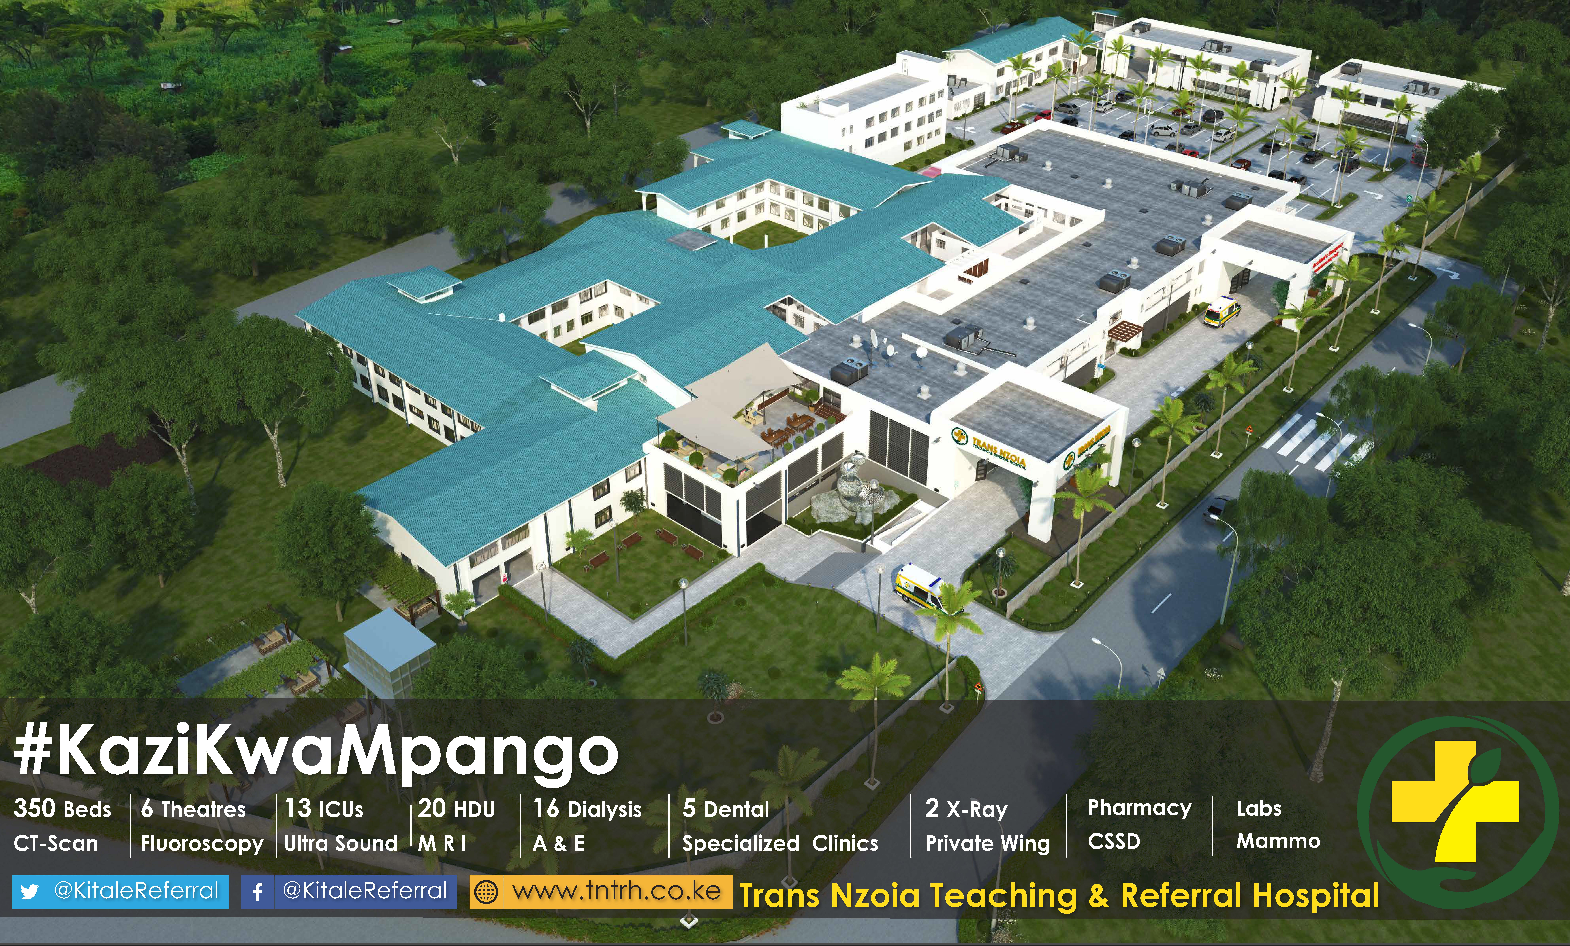 TRANS NZOIA
#KaziKwaMpango
350 Beds
6 Theatres
13 ICUs
20 HDU
16 Dialysis
5 Dental
2 X-Ray
Pharmacy
Labs
CT-Scan
Fluoroscopy
Ultra Sound
M R I
A & E
Specialized Clinics
Private Wing
CSSD
Mammo
@KitaleReferral
@KitaleReferral
www.tntrh.co.ke
Trans Nzoia Teaching & Referral Hospital